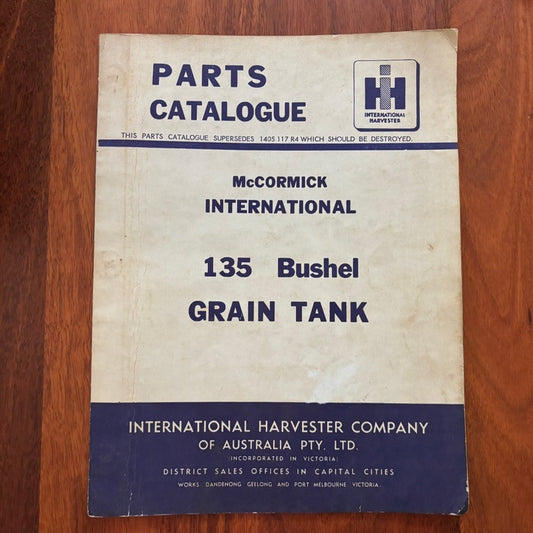 PARTS
CATALOGUE
IH
INTERNATIONAL
HARVESTER
THIS PARTS CATALOGUE SUPERSEDES 1405 117 R4 WHICH SHOULD BE DESTROYED.
McCORMICK
INTERNATIONAL
135 Bushel
GRAIN TANK
INTERNATIONAL HARVESTER COMPANY
OF AUSTRALIA PTY. LTD.
(INCORPORATED IN VICTORIA)
DISTRICT SALES OFFICES IN CAPITAL CITIES
WORKS: DANDENONG GEELONG AND PORT MELBOURNE VICTORIA.